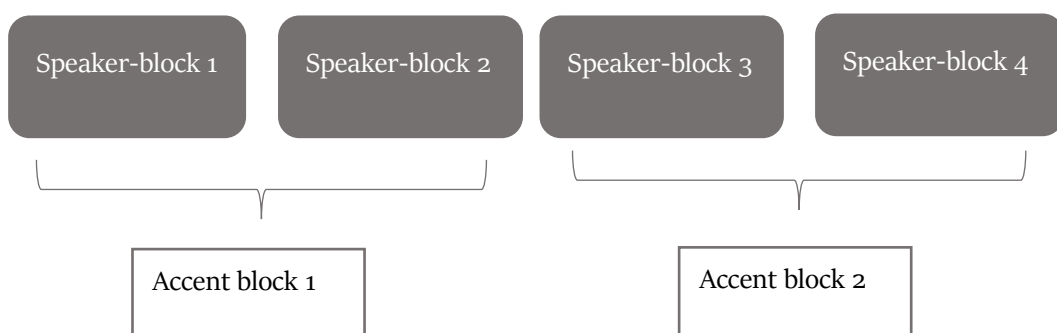 Speaker-block 1
Speaker-block 2
Speaker-block 3
Speaker-block 4
Accent block 1
Accent block 2